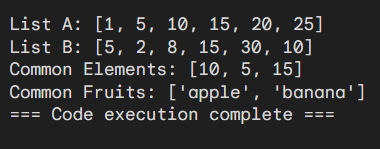 List A: [1, 5, 10, 15, 20, 25]
List B: [5, 2, 8, 15, 30, 10]
Common Elements: [10, 5, 15]
Common Fruits: ['apple', 'banana']
=== Code execution complete ===